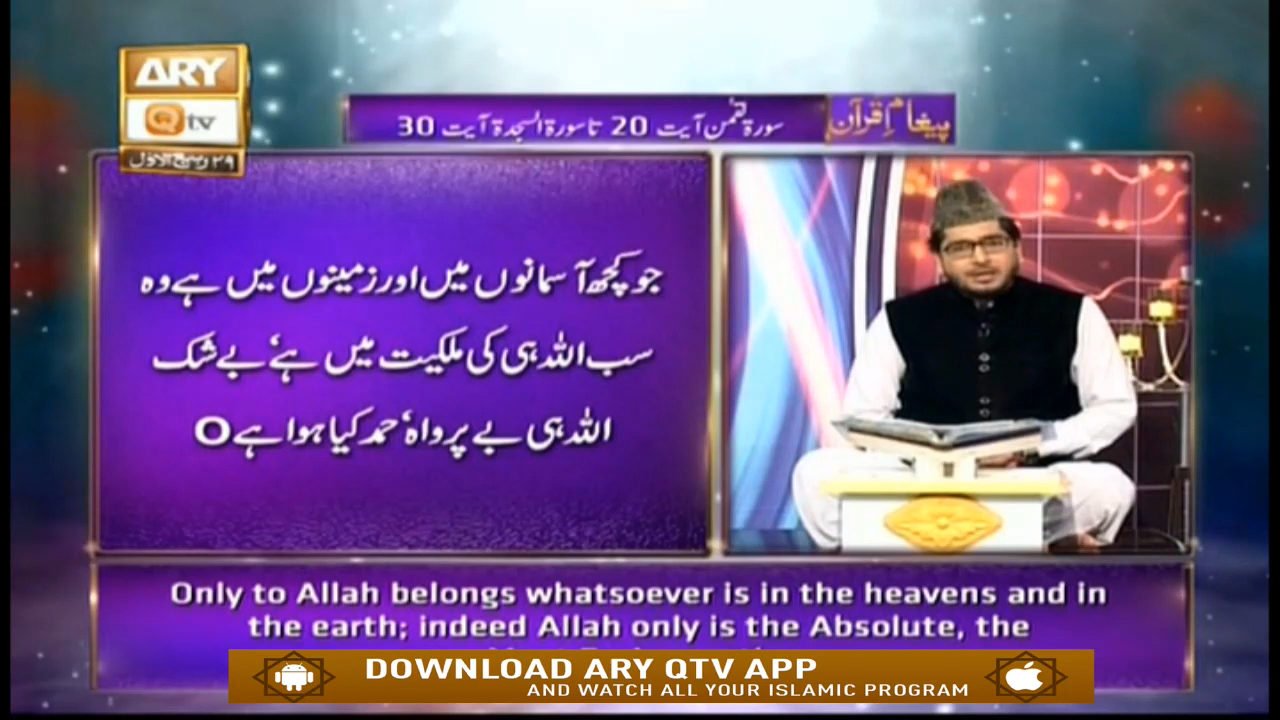 ARY
Qtv
۲۹ ربیع الاول
پیغامِ قرآن
سورۃ لقمٰن آیت 20 تا سورۃ السجدۃ آیت 30
جو کچھ آسمانوں میں اور زمینوں میں ہے وہ
سب اللہ ہی کی ملکیت میں ہے' بے شک
اللہ ہی بے پرواہ' حمد کیا ہوا ہے O
Only to Allah belongs whatsoever is in the heavens and in
the earth; indeed Allah only is the Absolute, the
DOWNLOAD ARY QTV APP
AND WATCH ALL YOUR ISLAMIC PROGRAM